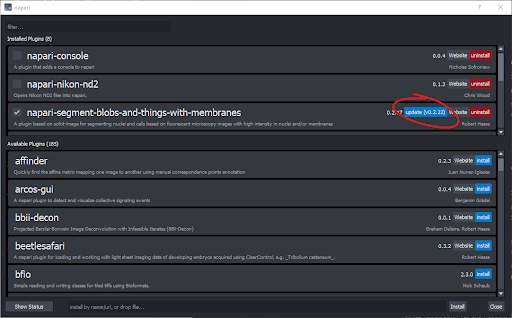 napari
filter...
Installed Plugins (8)
napari-console 0.0.4 Website uninstall
A plugin that adds a console to napari Nicholas Sofroniew
napari-nikon-nd2 0.1.3 Website uninstall
Opens Nikon ND2 files into napari. Chris Wood
napari-segment-blobs-and-things-with-membranes 0.2.17 update (v0.2.22) Website uninstall
A plugin based on scikit-image for segmenting nuclei and cells based on fluorescent microscopy images with high intensity in nuclei and/or membranes Robert Haase
Available Plugins (185)
affinder 0.2.3 Website install
Quickly find the affine matrix mapping one image to another using manual correspondence points annotation Juan Nunez-Iglesias
arcos-gui 0.0.4 Website install
A napari plugin to detect and visualize collective signaling events Benjamin Grädel
bbii-decon 0.0.1 Website install
Projected Barzilai-Borwein Image Deconvolution with Infeasible Iterates (BBII-Decon) Graham Delaire, Robert Haase
beetlesafari 0.3.2 Website install
A napari plugin for loading and working with light sheet imaging data of developing embryos acquired using ClearControl, e.g. _Tribolium castaneum_. Robert Haase
bfio 2.3.0 install
Simple reading and writing classes for tiled tiffs using Bioformats. Nick Schaub
Show Status install by name/url, or drop file... Install Close